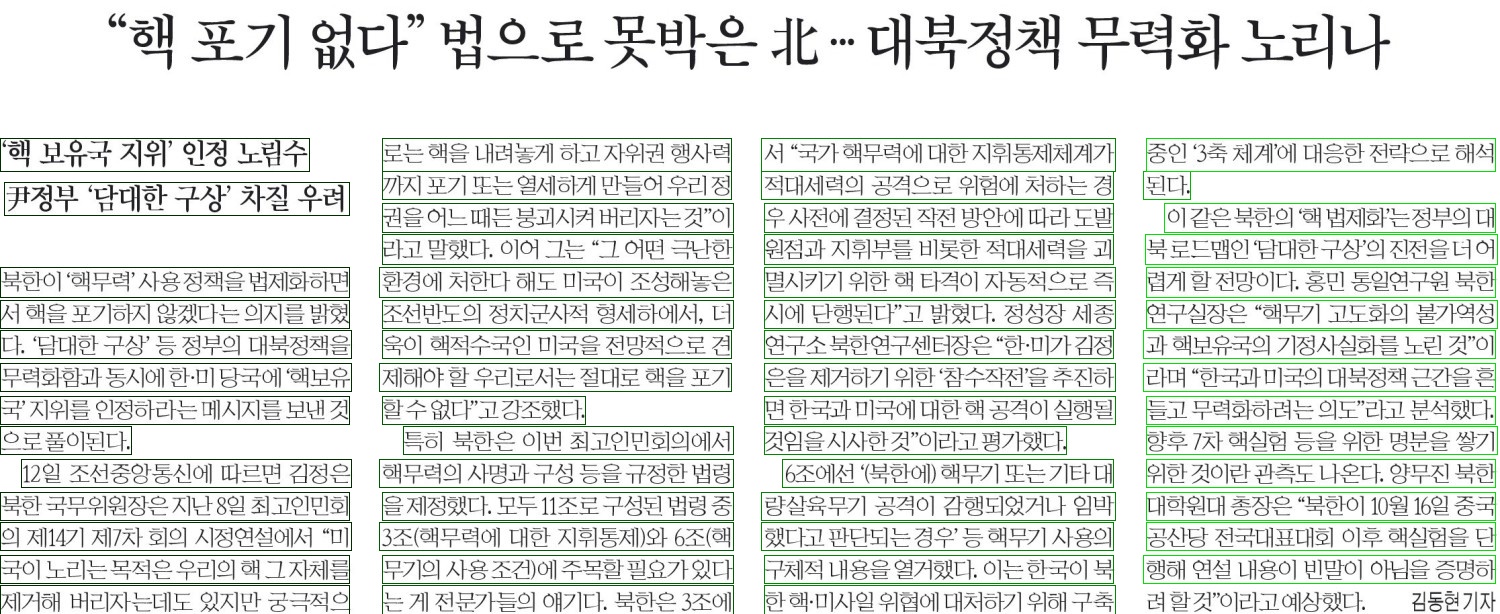 “핵 포기 없다” 법으로 못박은 北… 대북정책 무력화 노리나
‘핵 보유국 지위’ 인정 노림수
尹정부 ‘담대한 구상’ 차질 우려
북한이 ‘핵무력’ 사용 정책을 법제화하면
서 핵을 포기하지 않겠다는 의지를 밝혔
다. ‘담대한 구상’ 등 정부의 대북정책을
무력화함과 동시에 한·미 당국에 ‘핵보유
국’ 지위를 인정하라는 메시지를 보낸 것
으로 풀이된다.
12일 조선중앙통신에 따르면 김정은
북한 국무위원장은 지난 8일 최고인민회
의 제14기 제7차 회의 시정연설에서 “미
국이 노리는 목적은 우리의 핵 그 자체를
제거해 버리자는데도 있지만 궁극적으
로는 핵을 내려놓게 하고 자위권 행사력
까지 포기 또는 열세하게 만들어 우리 정
권을 어느 때든 붕괴시켜 버리자는 것”이
라고 말했다. 이어 그는 “그 어떤 극난한
환경에 처한다 해도 미국이 조성해놓은
조선반도의 정치군사적 형세하에서, 더
욱이 핵적수국인 미국을 전망적으로 견
제해야 할 우리로서는 절대로 핵을 포기
할 수 없다”고 강조했다.
특히 북한은 이번 최고인민회의에서
핵무력의 사명과 구성 등을 규정한 법령
을 제정했다. 모두 11조로 구성된 법령 중
3조(핵무력에 대한 지휘통제)와 6조(핵
무기의 사용 조건)에 주목할 필요가 있다
는 게 전문가들의 얘기다. 북한은 3조에
서 “국가 핵무력에 대한 지휘통제체계가
적대세력의 공격으로 위험에 처하는 경
우 사전에 결정된 작전 방안에 따라 도발
원점과 지휘부를 비롯한 적대세력을 괴
멸시키기 위한 핵 타격이 자동적으로 즉
시에 단행된다”고 밝혔다. 정성장 세종
연구소 북한연구센터장은 “한·미가 김정
은을 제거하기 위한 ‘참수작전’을 추진하
면 한국과 미국에 대한 핵 공격이 실행될
것임을 시사한 것”이라고 평가했다.
6조에선 ‘(북한에) 핵무기 또는 기타 대
량살육무기 공격이 감행되었거나 임박
했다고 판단되는 경우’ 등 핵무기 사용의
구체적 내용을 열거했다. 이는 한국이 북
한 핵·미사일 위협에 대처하기 위해 구축
중인 ‘3축 체계’에 대응한 전략으로 해석
된다.
이 같은 북한의 ‘핵 법제화’는 정부의 대
북 로드맵인 ‘담대한 구상’의 진전을 더 어
렵게 할 전망이다. 홍민 통일연구원 북한
연구실장은 “핵무기 고도화의 불가역성
과 핵보유국의 기정사실화를 노린 것”이
라며 “한국과 미국의 대북정책 근간을 흔
들고 무력화하려는 의도”라고 분석했다.
향후 7차 핵실험 등을 위한 명분을 쌓기
위한 것이란 관측도 나온다. 양무진 북한
대학원대 총장은 “북한이 10월 16일 중국
공산당 전국대표대회 이후 핵실험을 단
행해 연설 내용이 빈말이 아님을 증명하
려 할 것”이라고 예상했다. 김동현 기자